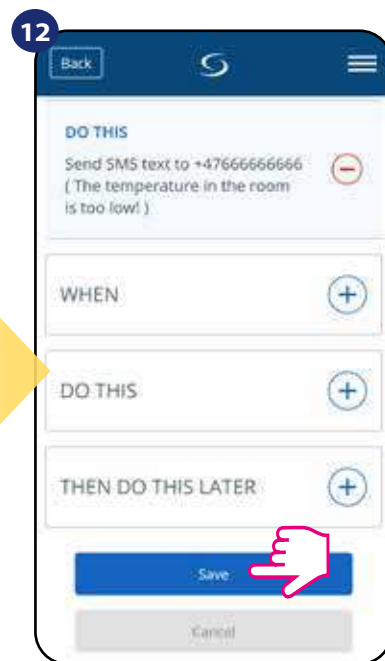 12
Back
DO THIS
Send SMS text to +47666666666
( The temperature in the room
is too low! )
WHEN
DO THIS
THEN DO THIS LATER
Save
Cancel